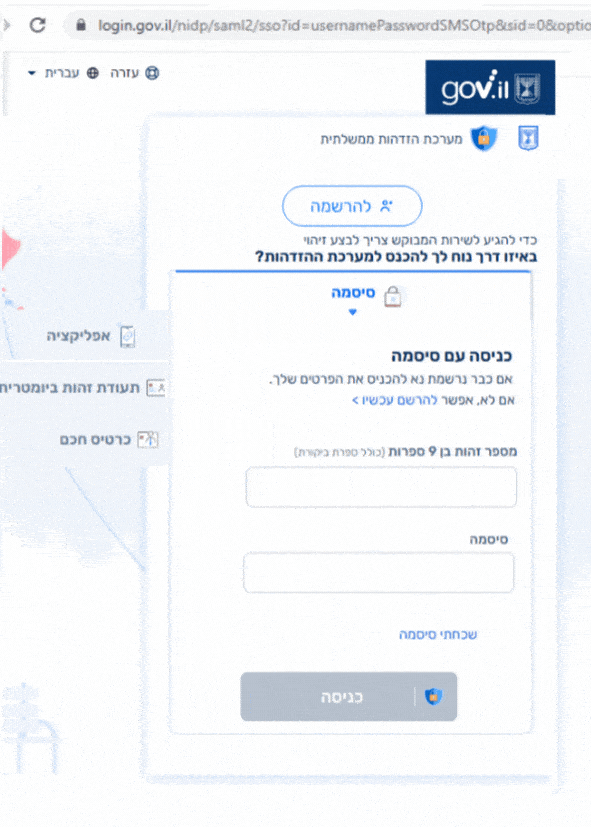 login.gov.il/nidp/saml2/sso?id=usernamePasswordSMSOtp&sid=0&optio
עזרה עברית
gov.il
מערכת הזדהות ממשלתית
להרשמה
כדי להגיע לשירות המבוקש צריך לבצע זיהוי
באיזו דרך נוח לך להכנס למערכת ההזדהות?
סיסמה
אפליקציה
תעודת זהות ביומטרית
כרטיס חכם
כניסה עם סיסמה
אם כבר נרשמת נא להכניס את הפרטים שלך.
אם לא, אפשר להרשם עכשיו >
מספר זהות בן 9 ספרות (כולל ספרת ביקורת)
סיסמה
שכחתי סיסמה
כניסה